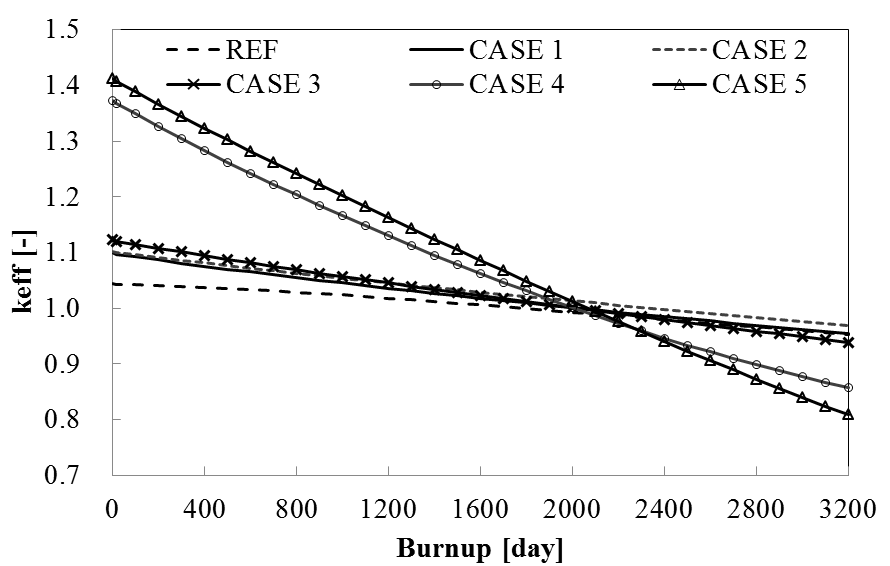 1.5
REF CASE 1 CASE 2
1.4
CASE 3 CASE 4 CASE 5
1.3
1.2
1.1
1.0
0.9
0.8
0.7
keff [-]
0 400 800 1200 1600 2000 2400 2800 3200
Burnup [day]